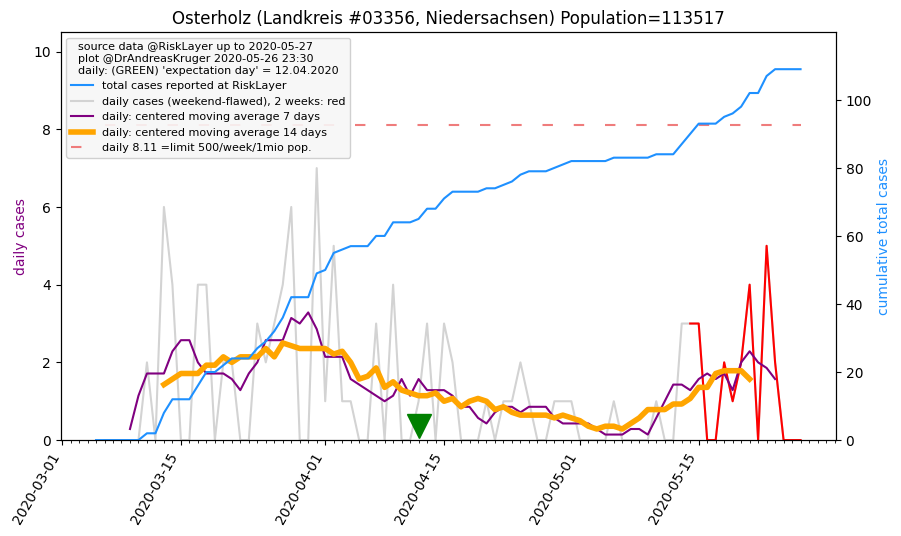 Osterholz (Landkreis #03356, Niedersachsen) Population=113517
source data @RiskLayer up to 2020-05-27
plot @DrAndreasKruger 2020-05-26 23:30
daily: (GREEN) 'expectation day' = 12.04.2020
total cases reported at RiskLayer
daily cases (weekend-flawed), 2 weeks: red
daily: centered moving average 7 days
daily: centered moving average 14 days
daily 8.11 =limit 500/week/1mio pop.
daily cases
10
8
6
4
2
0
cumulative total cases
100
80
60
40
20
0
2020-03-01
2020-03-15
2020-04-01
2020-04-15
2020-05-01
2020-05-15